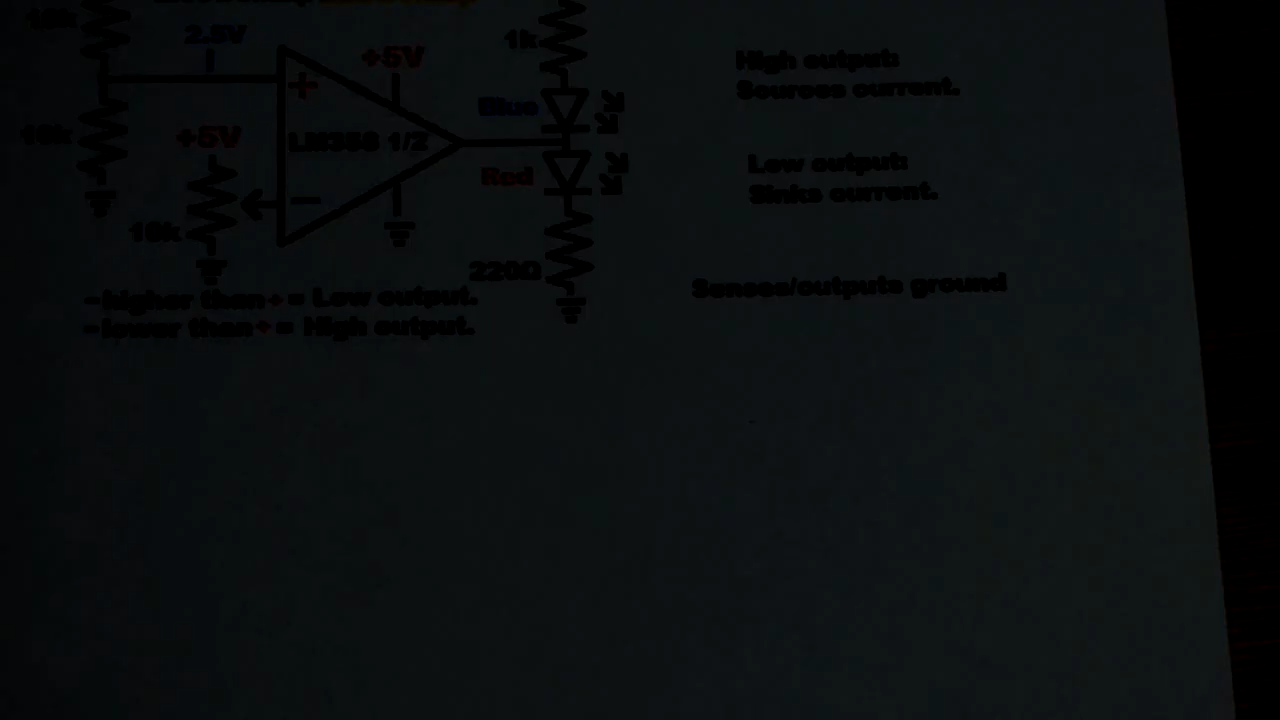 10k
2.5V
+5V
1k
High output:
Sources current.
Blue
+
10k
+5V
LM358 1/2
Low output:
Sinks current.
Red
−
10k
220Ω
Senses/outputs ground
-higher than+= Low output.
-lower than+= High output.